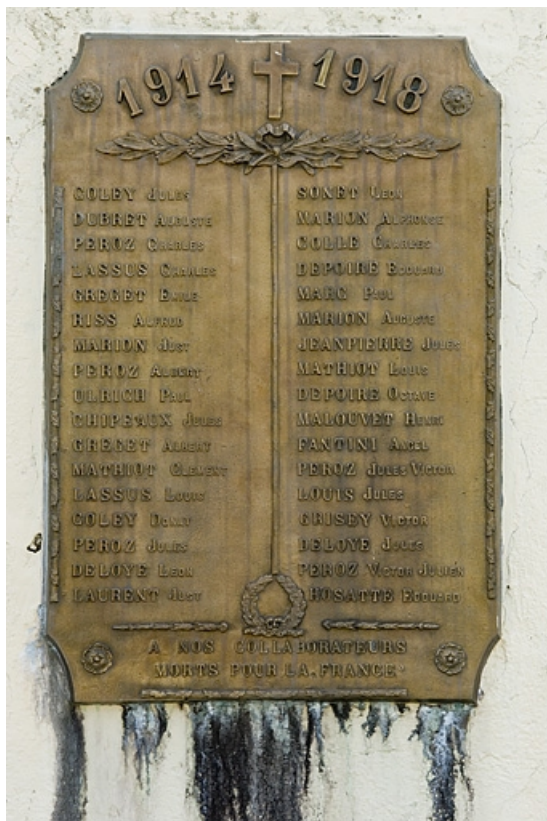 1914 1918
COLEY JULES
DUBRET AUGUSTE
PEROZ CHARLES
LASSUS CHARLES
GREGET EMILE
RISS ALFRED
MARION JUST
PEROZ ALBERT
ULRICH PAUL
CHIPEAUX JULES
GREGET ALBERT
MATHIOT CLEMENT
LASSUS LOUIS
COLEY DONAT
PEROZ JULES
DELOYE LEON
LAURENT JUST
SONET LEON
MARION ALPHONSE
COLLE CHARLES
DEPOIRE EDOUARD
MARC PAUL
MARION AUGUSTE
JEANPIERRE JULES
MATHIOT LOUIS
DEPOIRE OCTAVE
MALOUVET HENRI
FANTINI ANGEL
PEROZ JULES VICTOR
LOUIS JULES
GRISEY VICTOR
DELOYE JULES
PEROZ VICTOR JULIEN
ROSATTE EDOUARD
A NOS COLLABORATEURS
MORTS POUR LA FRANCE